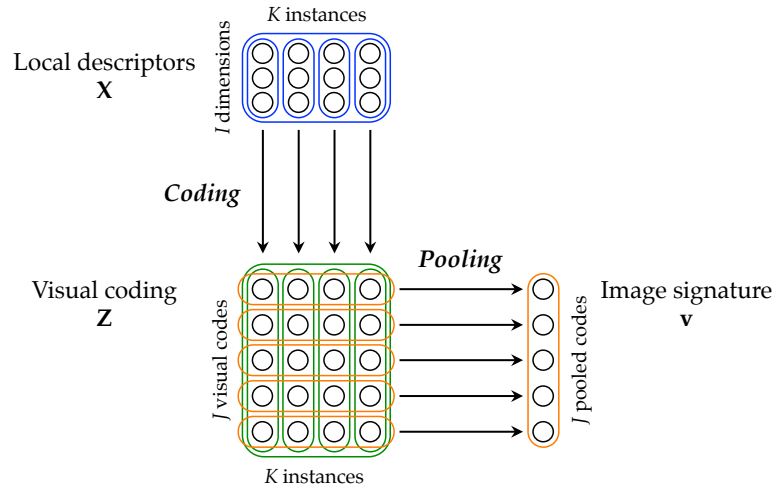 K instances
Local descriptors
X
I dimensions
Coding
Pooling
Visual coding
Z
J visual codes
Image signature
v
J pooled codes
K instances